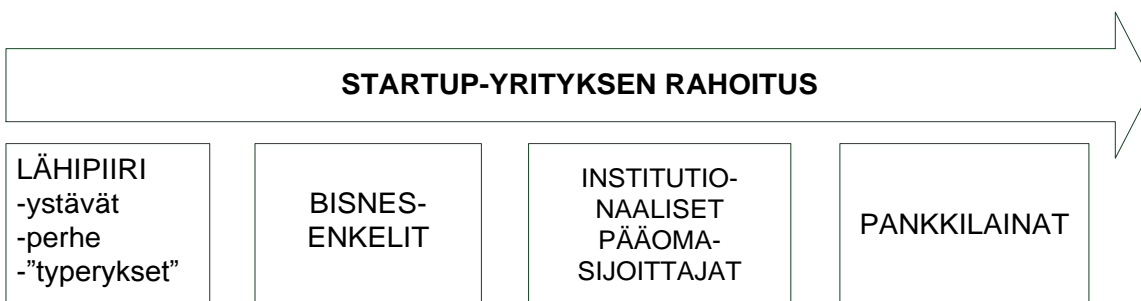 STARTUP-YRITYKSEN RAHOITUS
LÄHIPIIRI
-ystävät
-perhe
-”typerykset”
BISNES-
ENKELIT
INSTITUTIO-
NAALISET
PÄÄOMA-
SIJOITTAJAT
PANKKILAINAT